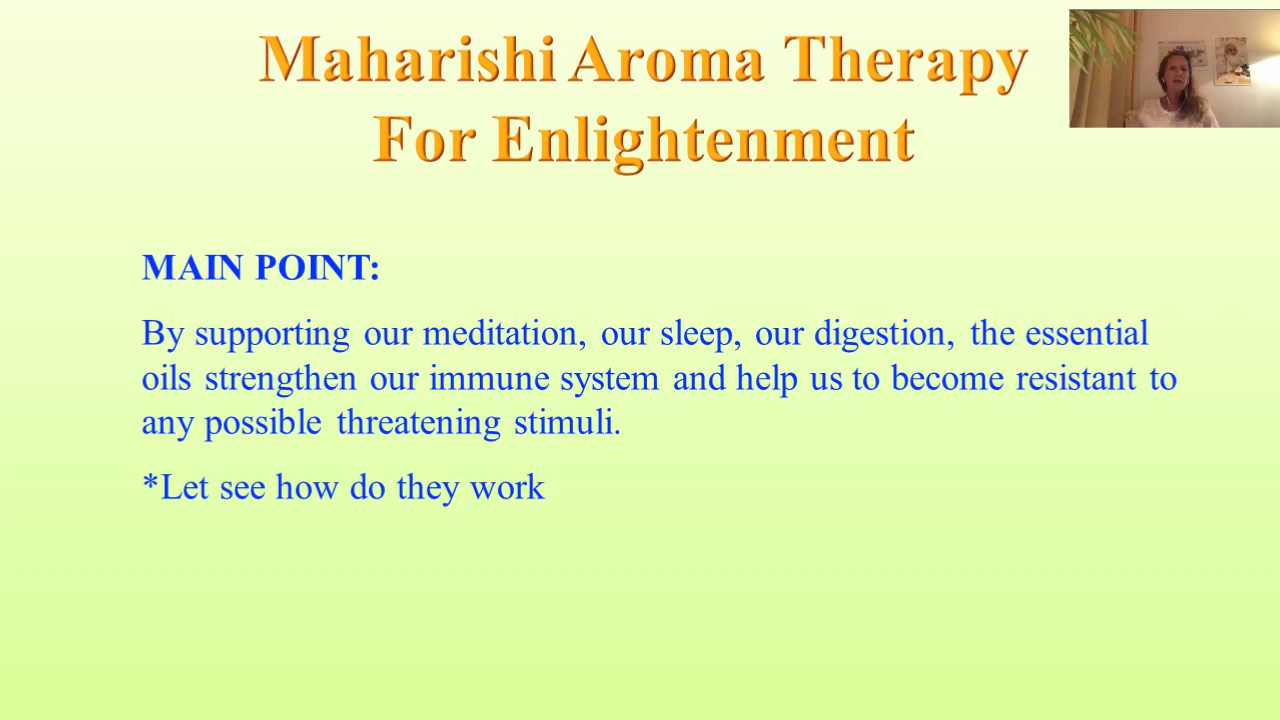 Maharishi Aroma Therapy
For Enlightenment
MAIN POINT:
By supporting our meditation, our sleep, our digestion, the essential
oils strengthen our immune system and help us to become resistant to
any possible threatening stimuli.
*Let see how do they work